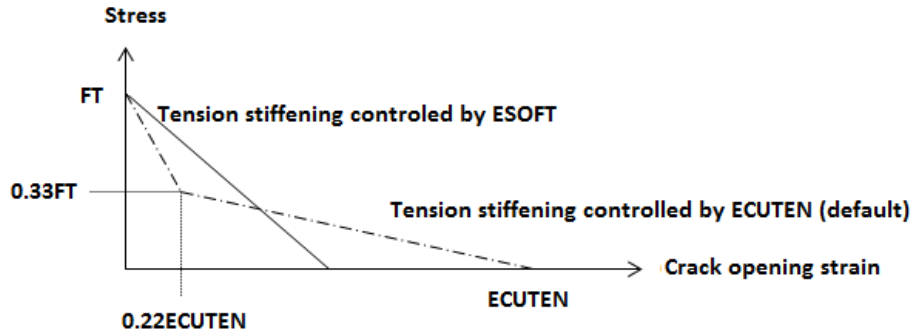 Stress
FT
Tension stiffening controled by ESOFT
0.33FT
Tension stiffening controlled by ECUTEN (default)
Crack opening strain
ECUTEN
0.22ECUTEN